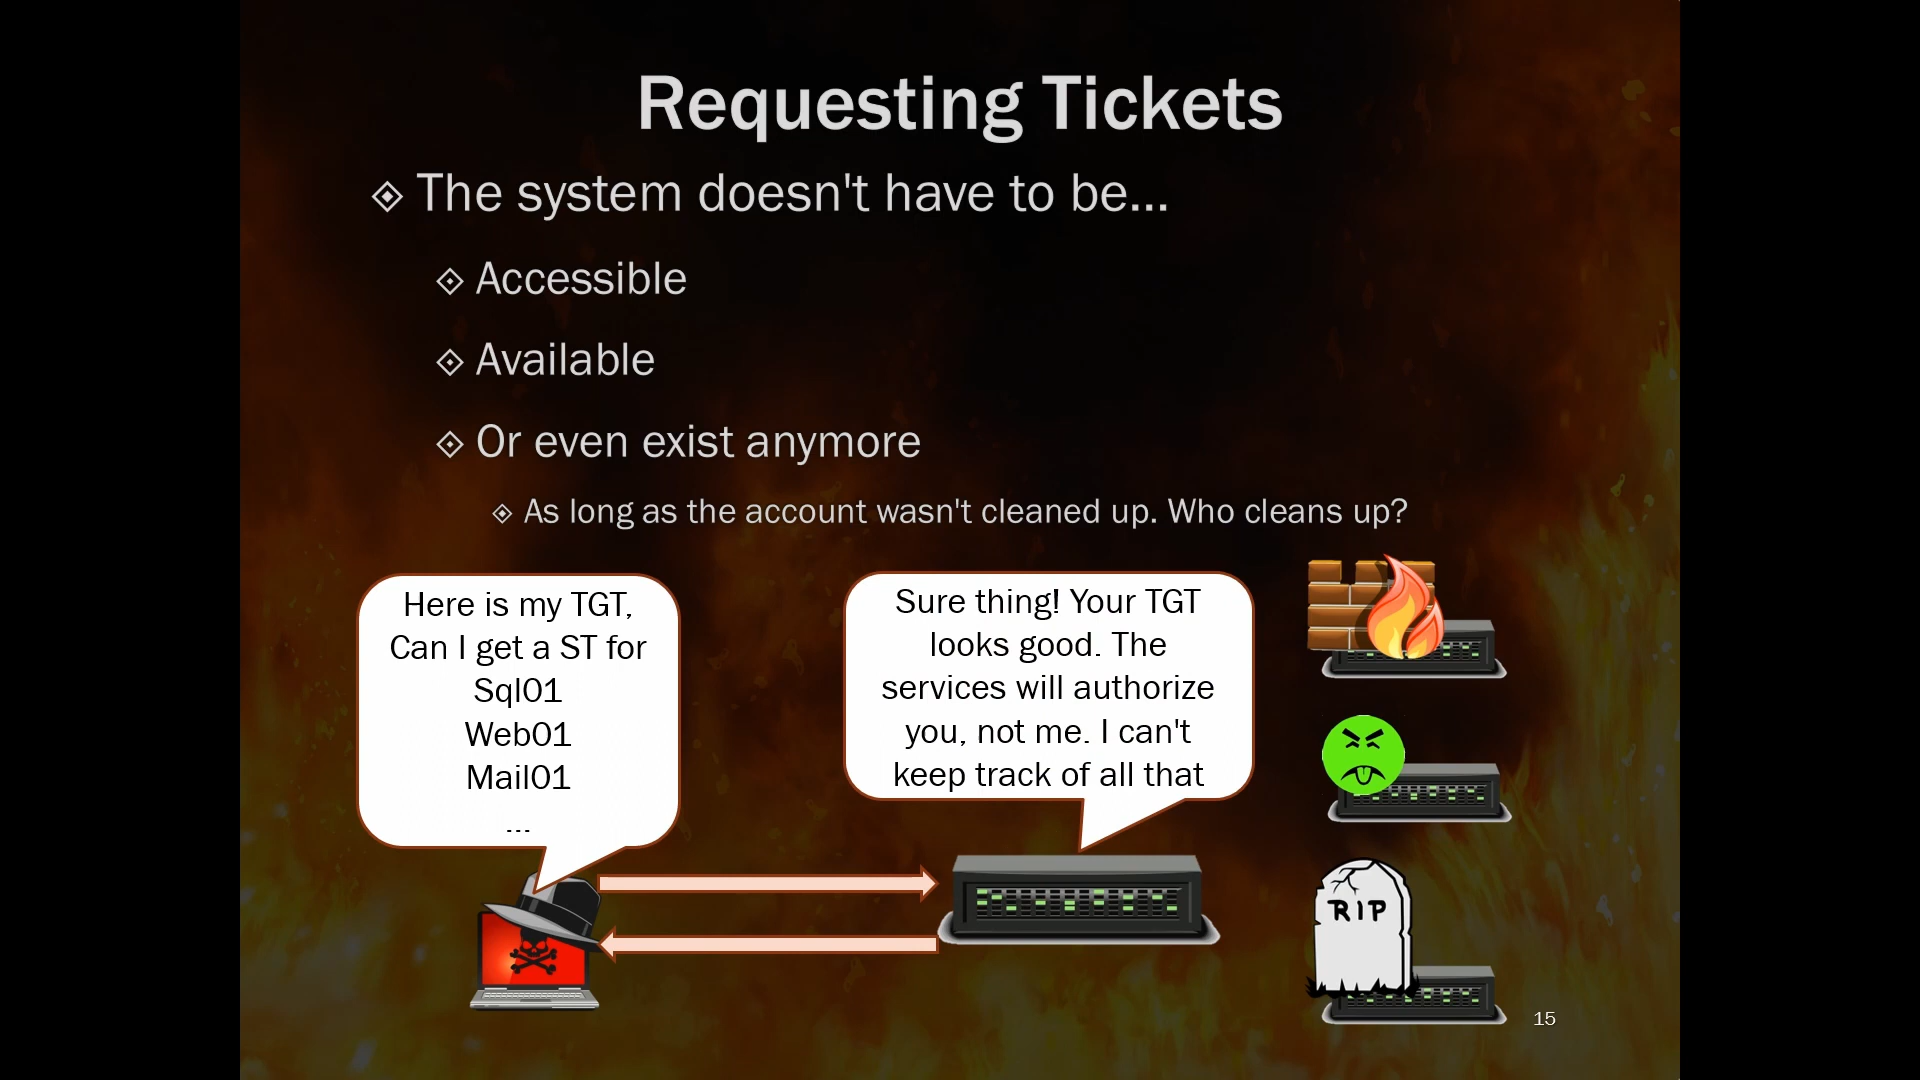 Requesting Tickets
The system doesn't have to be...
Accessible
Available
Or even exist anymore
As long as the account wasn't cleaned up. Who cleans up?
Here is my TGT,
Can I get a ST for
Sql01
Web01
Mail01
...
Sure thing! Your TGT
looks good. The
services will authorize
you, not me. I can't
keep track of all that
RIP
15